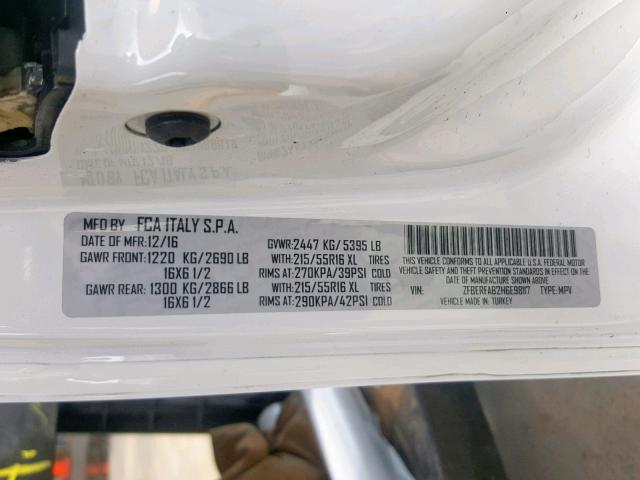 MFD BY FCA ITALY S.P.A.
DATE OF MFR:12/16
GAWR FRONT:1220 KG/2690 LB
16X6 1/2
GAWR REAR:1300 KG/2866 LB
16X6 1/2
GVWR:2447 KG/5395 LB
WITH:215/55R16 XL TIRES
RIMS AT:270KPA/39PSI COLD
WITH:215/55R16 XL TIRES
RIMS AT:290KPA/42PSI COLD
THIS VEHICLE CONFORMS TO ALL APPLICABLE U.S.A. FEDERAL MOTOR
VEHICLE SAFETY STANDARDS IN EFFECT ON THE
DATE OF MANUFACTURE SHOWN ABOVE
VIN: ZFBERFAB2H6E98117 TYPE:MPV
VEHICLE MADE IN: TURKEY